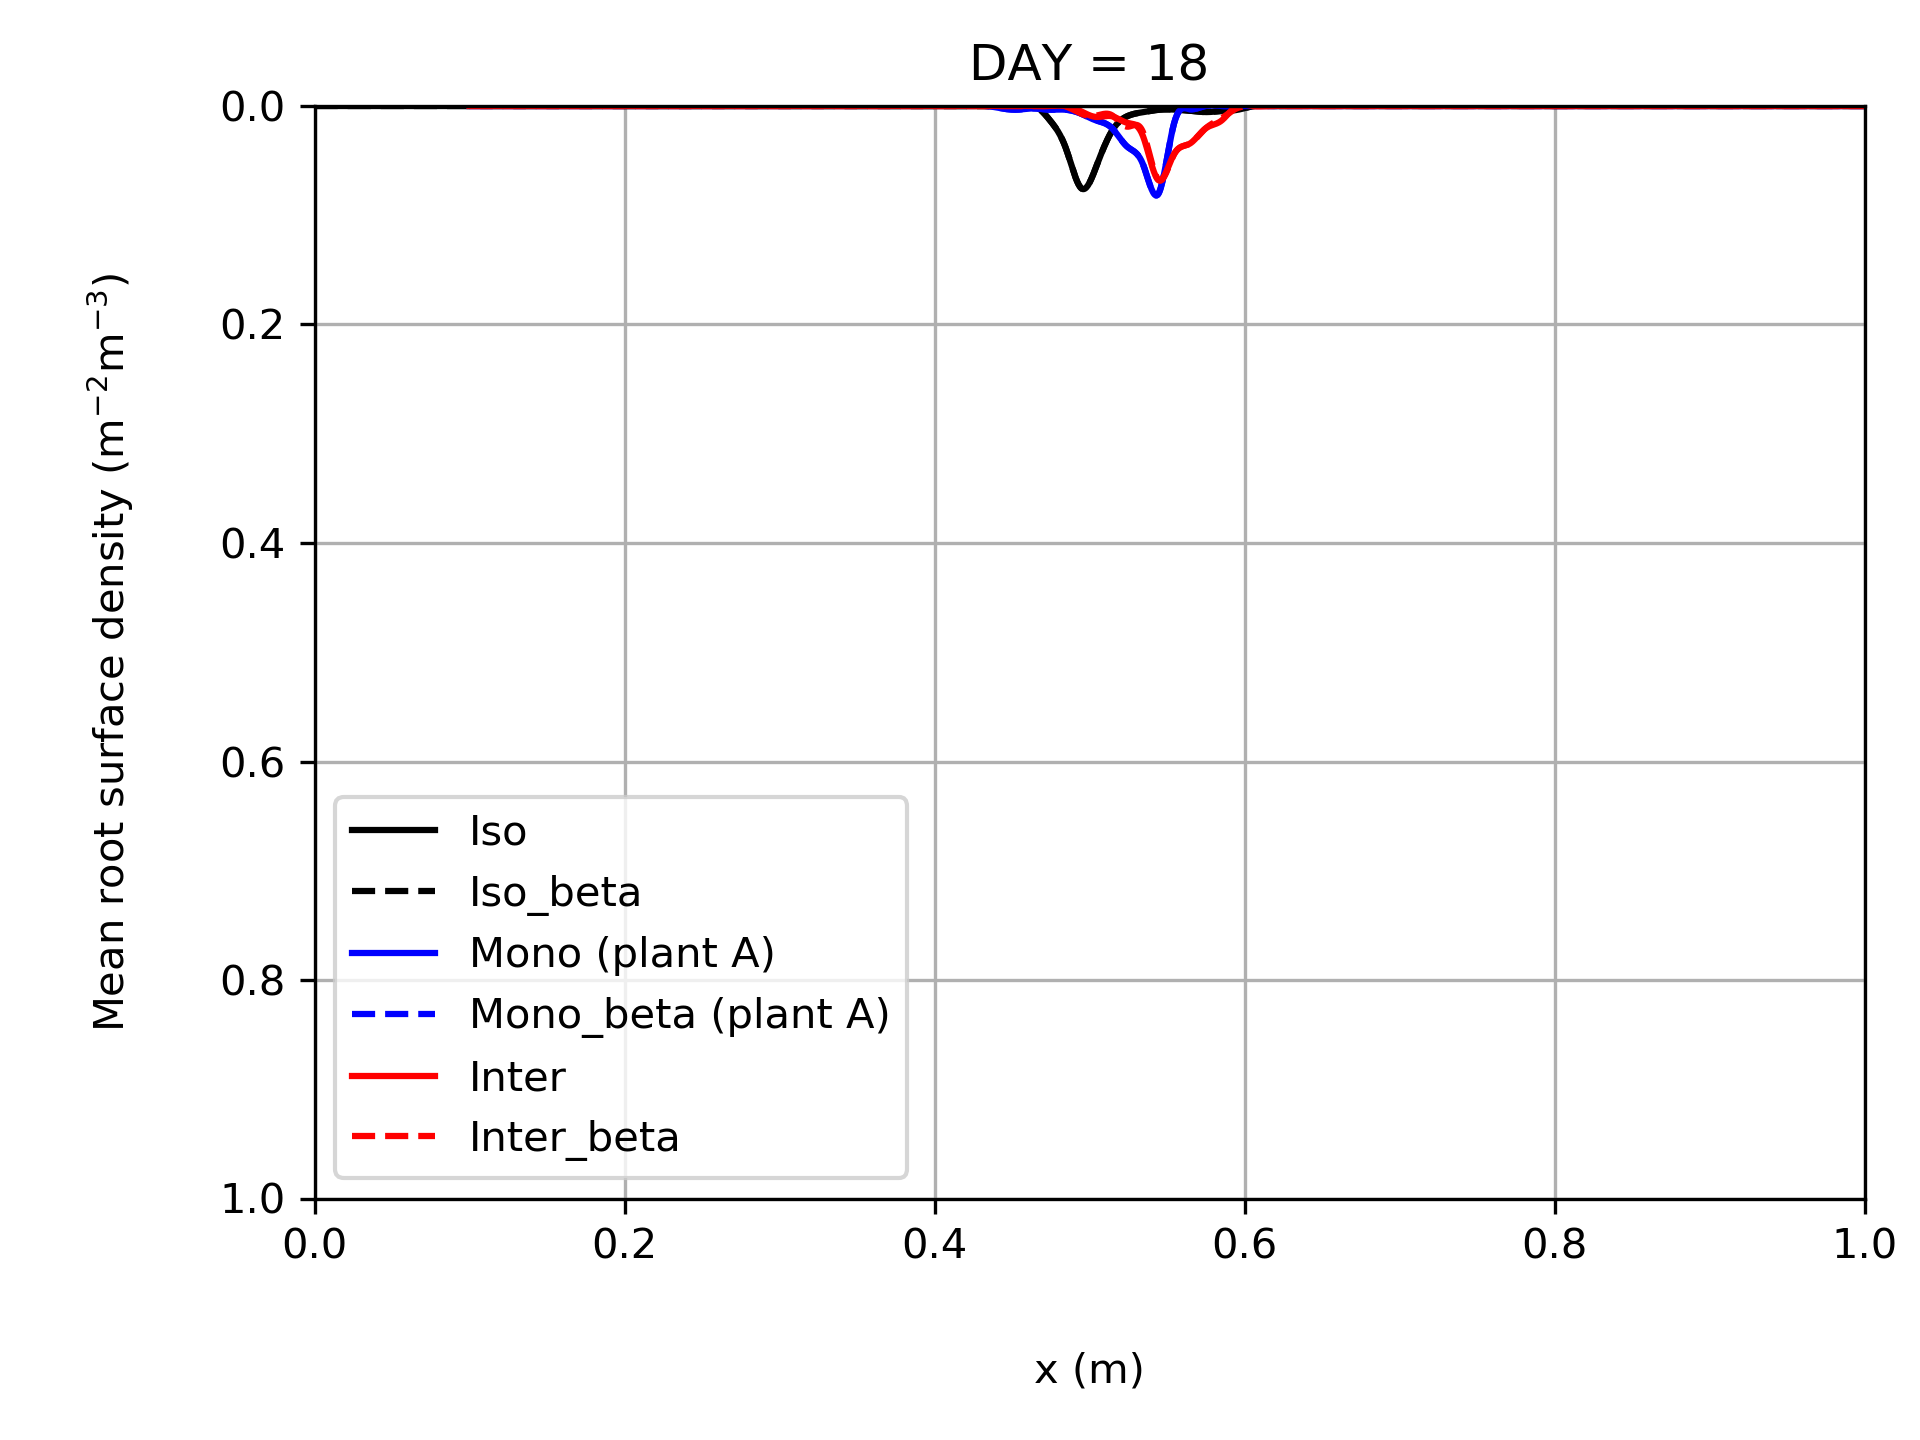 DAY = 18
0.0
0.2
0.4
0.6
0.8
1.0
Mean root surface density (m⁻²m⁻³)
Iso
Iso_beta
Mono (plant A)
Mono_beta (plant A)
Inter
Inter_beta
0.0 0.2 0.4 0.6 0.8 1.0
x (m)